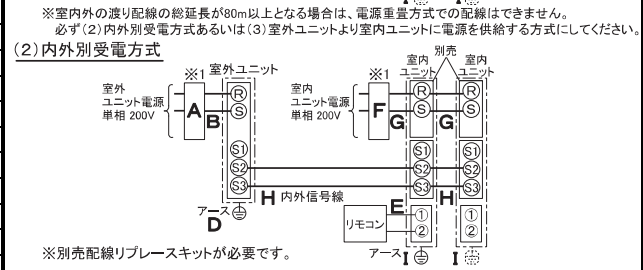 ※室内外の渡り配線の総延長が80m以上となる場合は、電源重畳方式での配線はできません。
必ず(2)内外別受電方式あるいは(3)室外ユニットより室内ユニットに電源を供給する方式にしてください。
(2)内外別受電方式
室外
ユニット電源
単相 200V
※1
A
B
室外ユニット
R
S
S1
S2
S3
アース
D
H 内外信号線
室内
ユニット電源
単相 200V
※1
F
G
室内
ユニット
別売
室内
ユニット
R
S
G
R
S
S1
S2
S3
H
S1
S2
S3
E
リモコン
①
②
①
②
アース I
I
※別売配線リプレースキットが必要です。